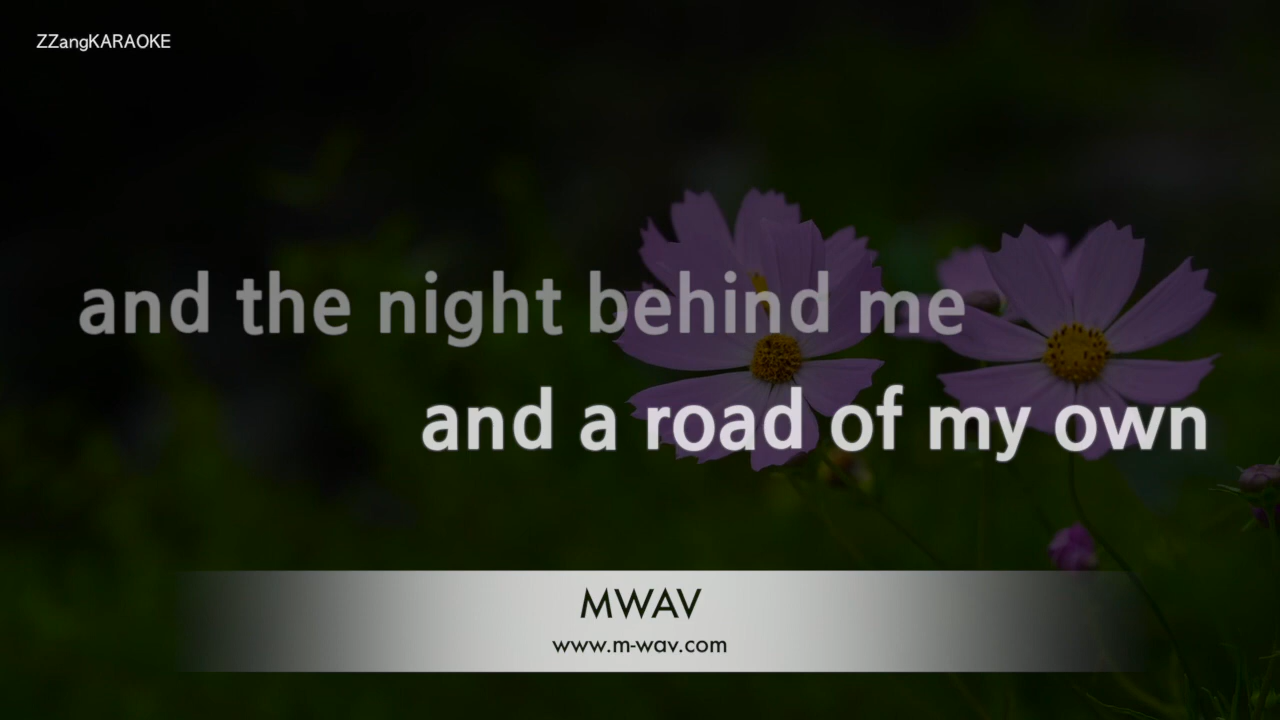 ZZangKARAOKE
and the night behind me
and a road of my own
MWAV
www.m-wav.com